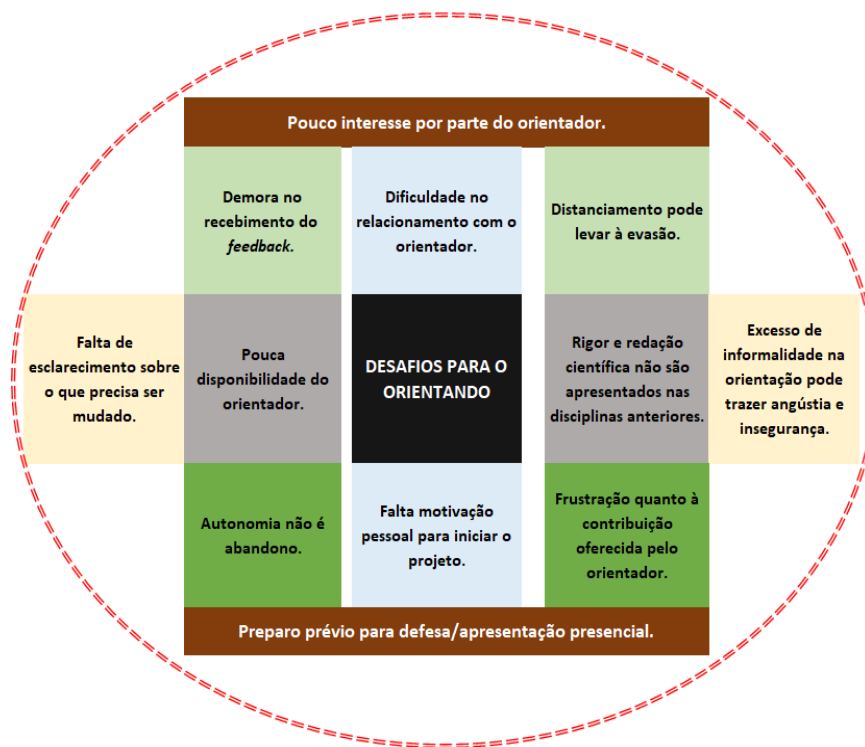 Pouco interesse por parte do orientador.
Demora no
recebimento do
feedback.
Dificuldade no
relacionamento com o
orientador.
Distanciamento pode
levar à evasão.
Falta de
esclarecimento sobre
o que precisa ser
mudado.
Pouca
disponibilidade do
orientador.
DESAFIOS PARA O
ORIENTANDO
Rigor e redação
científica não são
apresentados nas
disciplinas anteriores.
Excesso de
informalidade na
orientação pode
trazer angústia e
insegurança.
Autonomia não é
abandono.
Falta motivação
pessoal para iniciar o
projeto.
Frustração quanto à
contribuição
oferecida pelo
orientador.
Preparo prévio para defesa/apresentação presencial.